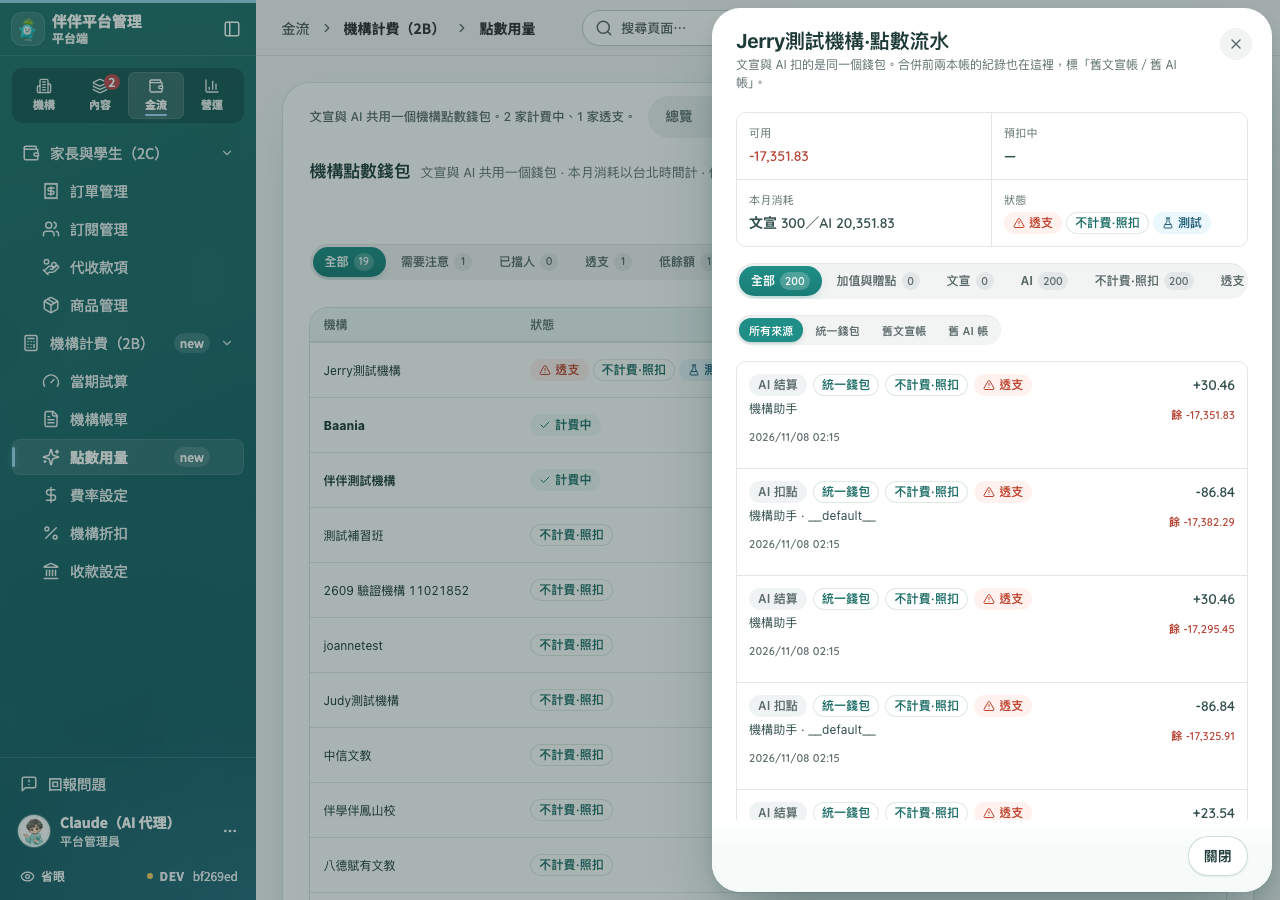 伴伴平台管理
平台端
機構
內容
2
金流
營運
家長與學生（2C）
訂單管理
訂閱管理
代收款項
商品管理
機構計費（2B）
new
當期試算
機構帳單
點數用量
new
費率設定
機構折扣
收款設定
回報問題
Claude（AI 代理）
平台管理員
省眼
DEV bf269ed
金流 > 機構計費（2B） > 點數用量
搜尋頁面…
文宣與 AI 共用一個機構點數錢包。2 家計費中、1 家透支。
總覽
機構點數錢包 文宣與 AI 共用一個錢包 · 本月消耗以台北時間計 ·
全部 19 需要注意 1 已擋人 0 透支 1 低餘額
機構 狀態
Jerry測試機構 透支 不計費·照扣
Baania 計費中
伴伴測試機構 計費中
測試補習班 不計費·照扣
2609 驗證機構 11021852 不計費·照扣
joannetest 不計費·照扣
Judy測試機構 不計費·照扣
中信文教 不計費·照扣
伴學伴鳳山校 不計費·照扣
八德賦有文教 不計費·照扣
Jerry測試機構·點數流水
文宣與 AI 扣的是同一個錢包。合併前兩本帳的紀錄也在這裡，標「舊文宣帳 / 舊 AI
帳」。
可用
-17,351.83
預扣中
—
本月消耗
文宣 300／AI 20,351.83
狀態
透支 不計費·照扣 測試
全部 200 加值與贈點 0 文宣 0 AI 200 不計費·照扣 200 透支
所有來源 統一錢包 舊文宣帳 舊 AI 帳
AI 結算 統一錢包 不計費·照扣 透支 +30.46
機構助手 餘 -17,351.83
2026/11/08 02:15
AI 扣點 統一錢包 不計費·照扣 透支 -86.84
機構助手 · __default__ 餘 -17,382.29
2026/11/08 02:15
AI 結算 統一錢包 不計費·照扣 透支 +30.46
機構助手 餘 -17,295.45
2026/11/08 02:15
AI 扣點 統一錢包 不計費·照扣 透支 -86.84
機構助手 · __default__ 餘 -17,325.91
2026/11/08 02:15
AI 結算 統一錢包 不計費·照扣 透支 +23.54
關閉